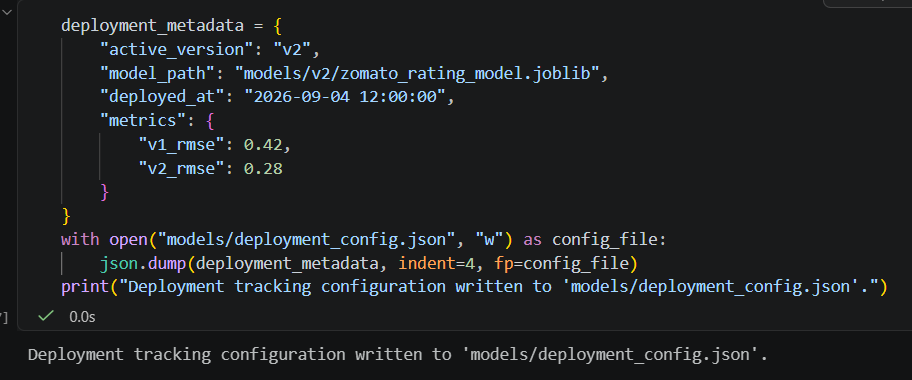 deployment_metadata = {
    "active_version": "v2",
    "model_path": "models/v2/zomato_rating_model.joblib",
    "deployed_at": "2026-09-04 12:00:00",
    "metrics": {
        "v1_rmse": 0.42,
        "v2_rmse": 0.28
    }
}
with open("models/deployment_config.json", "w") as config_file:
    json.dump(deployment_metadata, indent=4, fp=config_file)
print("Deployment tracking configuration written to 'models/deployment_config.json'.")
]
0.0s
Deployment tracking configuration written to 'models/deployment_config.json'.